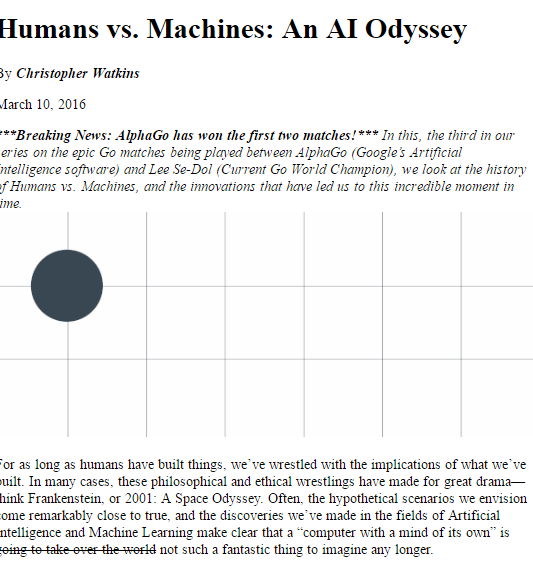 Humans vs. Machines: An AI Odyssey
By Christopher Watkins
March 10, 2016
***Breaking News: AlphaGo has won the first two matches!*** In this, the third in our
series on the epic Go matches being played between AlphaGo (Google's Artificial
Intelligence software) and Lee Se-Dol (Current Go World Champion), we look at the history
of Humans vs. Machines, and the innovations that have led us to this incredible moment in
time.
For as long as humans have built things, we've wrestled with the implications of what we've
built. In many cases, these philosophical and ethical wrestlings have made for great drama—
think Frankenstein, or 2001: A Space Odyssey. Often, the hypothetical scenarios we envision
come remarkably close to true, and the discoveries we've made in the fields of Artificial
Intelligence and Machine Learning make clear that a “computer with a mind of its own” is
going to take over the world not such a fantastic thing to imagine any longer.